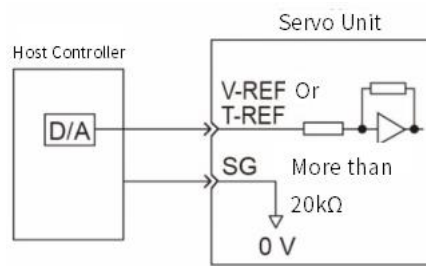 Servo Unit
Host Controller
V-REF Or
T-REF
D/A
SG
More than
20kΩ
0 V